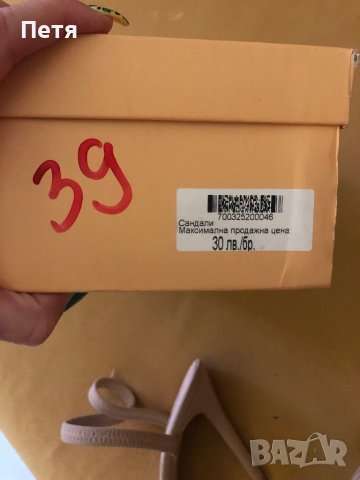 Петя
39
700325200046
Сандали
Максимална продажна цена:
30 лв./бр.
BAZAR